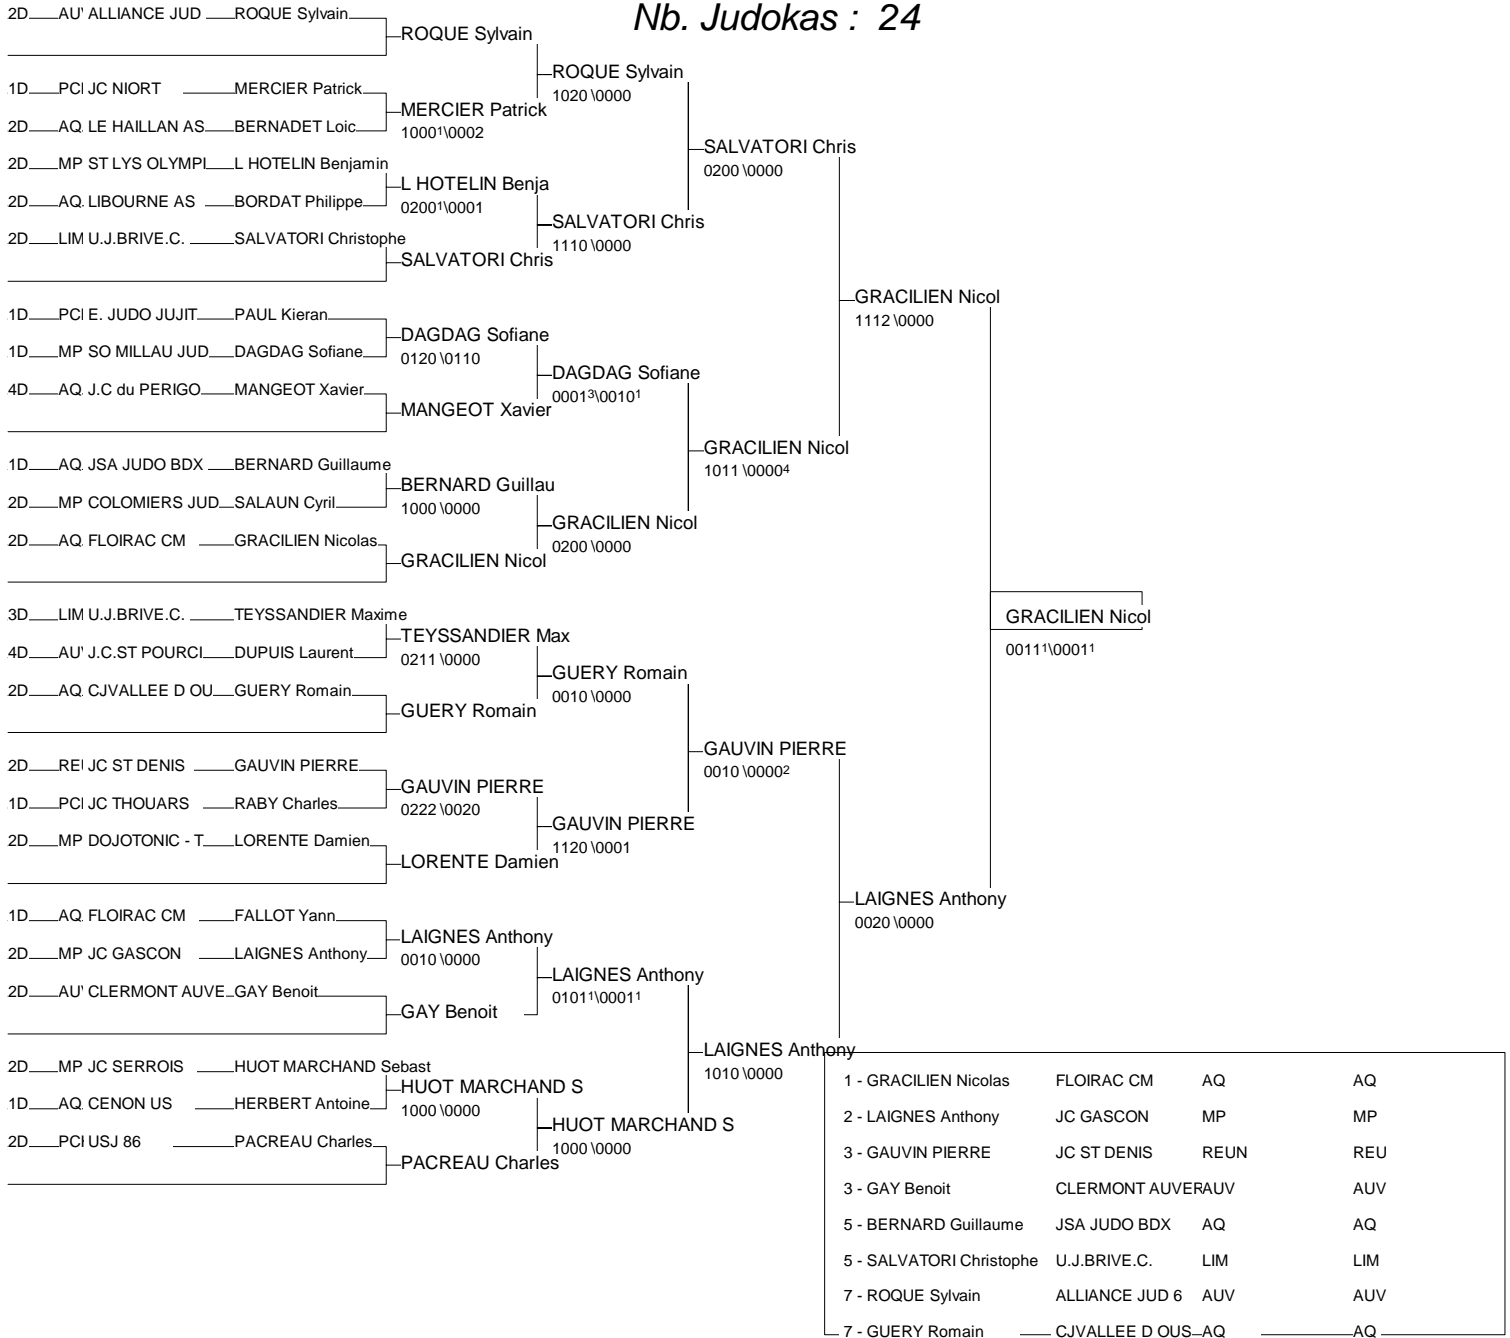 Nb. Judokas : 24
2D AU' ALLIANCE JUD ROQUE Sylvain
ROQUE Sylvain
ROQUE Sylvain
1020 \0000
1D PCI JC NIORT MERCIER Patrick
MERCIER Patrick
1000¹\0002
2D AQ. LE HAILLAN AS BERNADET Loic
SALVATORI Chris
0200 \0000
2D MP ST LYS OLYMPI L HOTELIN Benjamin
L HOTELIN Benja
0200¹\0001
2D AQ. LIBOURNE AS BORDAT Philippe
SALVATORI Chris
1110 \0000
2D LIM U.J.BRIVE.C. SALVATORI Christophe
SALVATORI Chris
GRACILIEN Nicol
1112 \0000
1D PCI E. JUDO JUJIT PAUL Kieran
DAGDAG Sofiane
0120 \0110
1D MP SO MILLAU JUD DAGDAG Sofiane
DAGDAG Sofiane
0001³\0010¹
4D AQ. J.C du PERIGO MANGEOT Xavier
MANGEOT Xavier
GRACILIEN Nicol
1011 \0000⁴
1D AQ. JSA JUDO BDX BERNARD Guillaume
BERNARD Guillau
1000 \0000
2D MP COLOMIERS JUD SALAUN Cyril
GRACILIEN Nicol
0200 \0000
2D AQ. FLOIRAC CM GRACILIEN Nicolas
GRACILIEN Nicol
GRACILIEN Nicol
0011¹\0001¹
3D LIM U.J.BRIVE.C. TEYSSANDIER Maxime
TEYSSANDIER Max
0211 \0000
4D AU' J.C.ST POURCI DUPUIS Laurent
GUERY Romain
0010 \0000
2D AQ. CJVALLEE D OU GUERY Romain
GUERY Romain
GAUVIN PIERRE
0010 \0000²
2D REI JC ST DENIS GAUVIN PIERRE
GAUVIN PIERRE
0222 \0020
1D PCI JC THOUARS RABY Charles
GAUVIN PIERRE
1120 \0001
2D MP DOJOTONIC - T LORENTE Damien
LORENTE Damien
LAIGNES Anthony
0020 \0000
1D AQ. FLOIRAC CM FALLOT Yann
LAIGNES Anthony
0010 \0000
2D MP JC GASCON LAIGNES Anthony
LAIGNES Anthony
0101¹\0001¹
2D AU' CLERMONT AUVE GAY Benoit
GAY Benoit
LAIGNES Anthony
1010 \0000
2D MP JC SERROIS HUOT MARCHAND Sebast
HUOT MARCHAND S
1000 \0000
1D AQ. CENON US HERBERT Antoine
HUOT MARCHAND S
1000 \0000
2D PCI USJ 86 PACREAU Charles
PACREAU Charles
1 - GRACILIEN Nicolas FLOIRAC CM AQ AQ
2 - LAIGNES Anthony JC GASCON MP MP
3 - GAUVIN PIERRE JC ST DENIS REUN REU
3 - GAY Benoit CLERMONT AUVER AUV AUV
5 - BERNARD Guillaume JSA JUDO BDX AQ AQ
5 - SALVATORI Christophe U.J.BRIVE.C. LIM LIM
7 - ROQUE Sylvain ALLIANCE JUD 6 AUV AUV
7 - GUERY Romain CJVALLEE D OUS AQ AQ